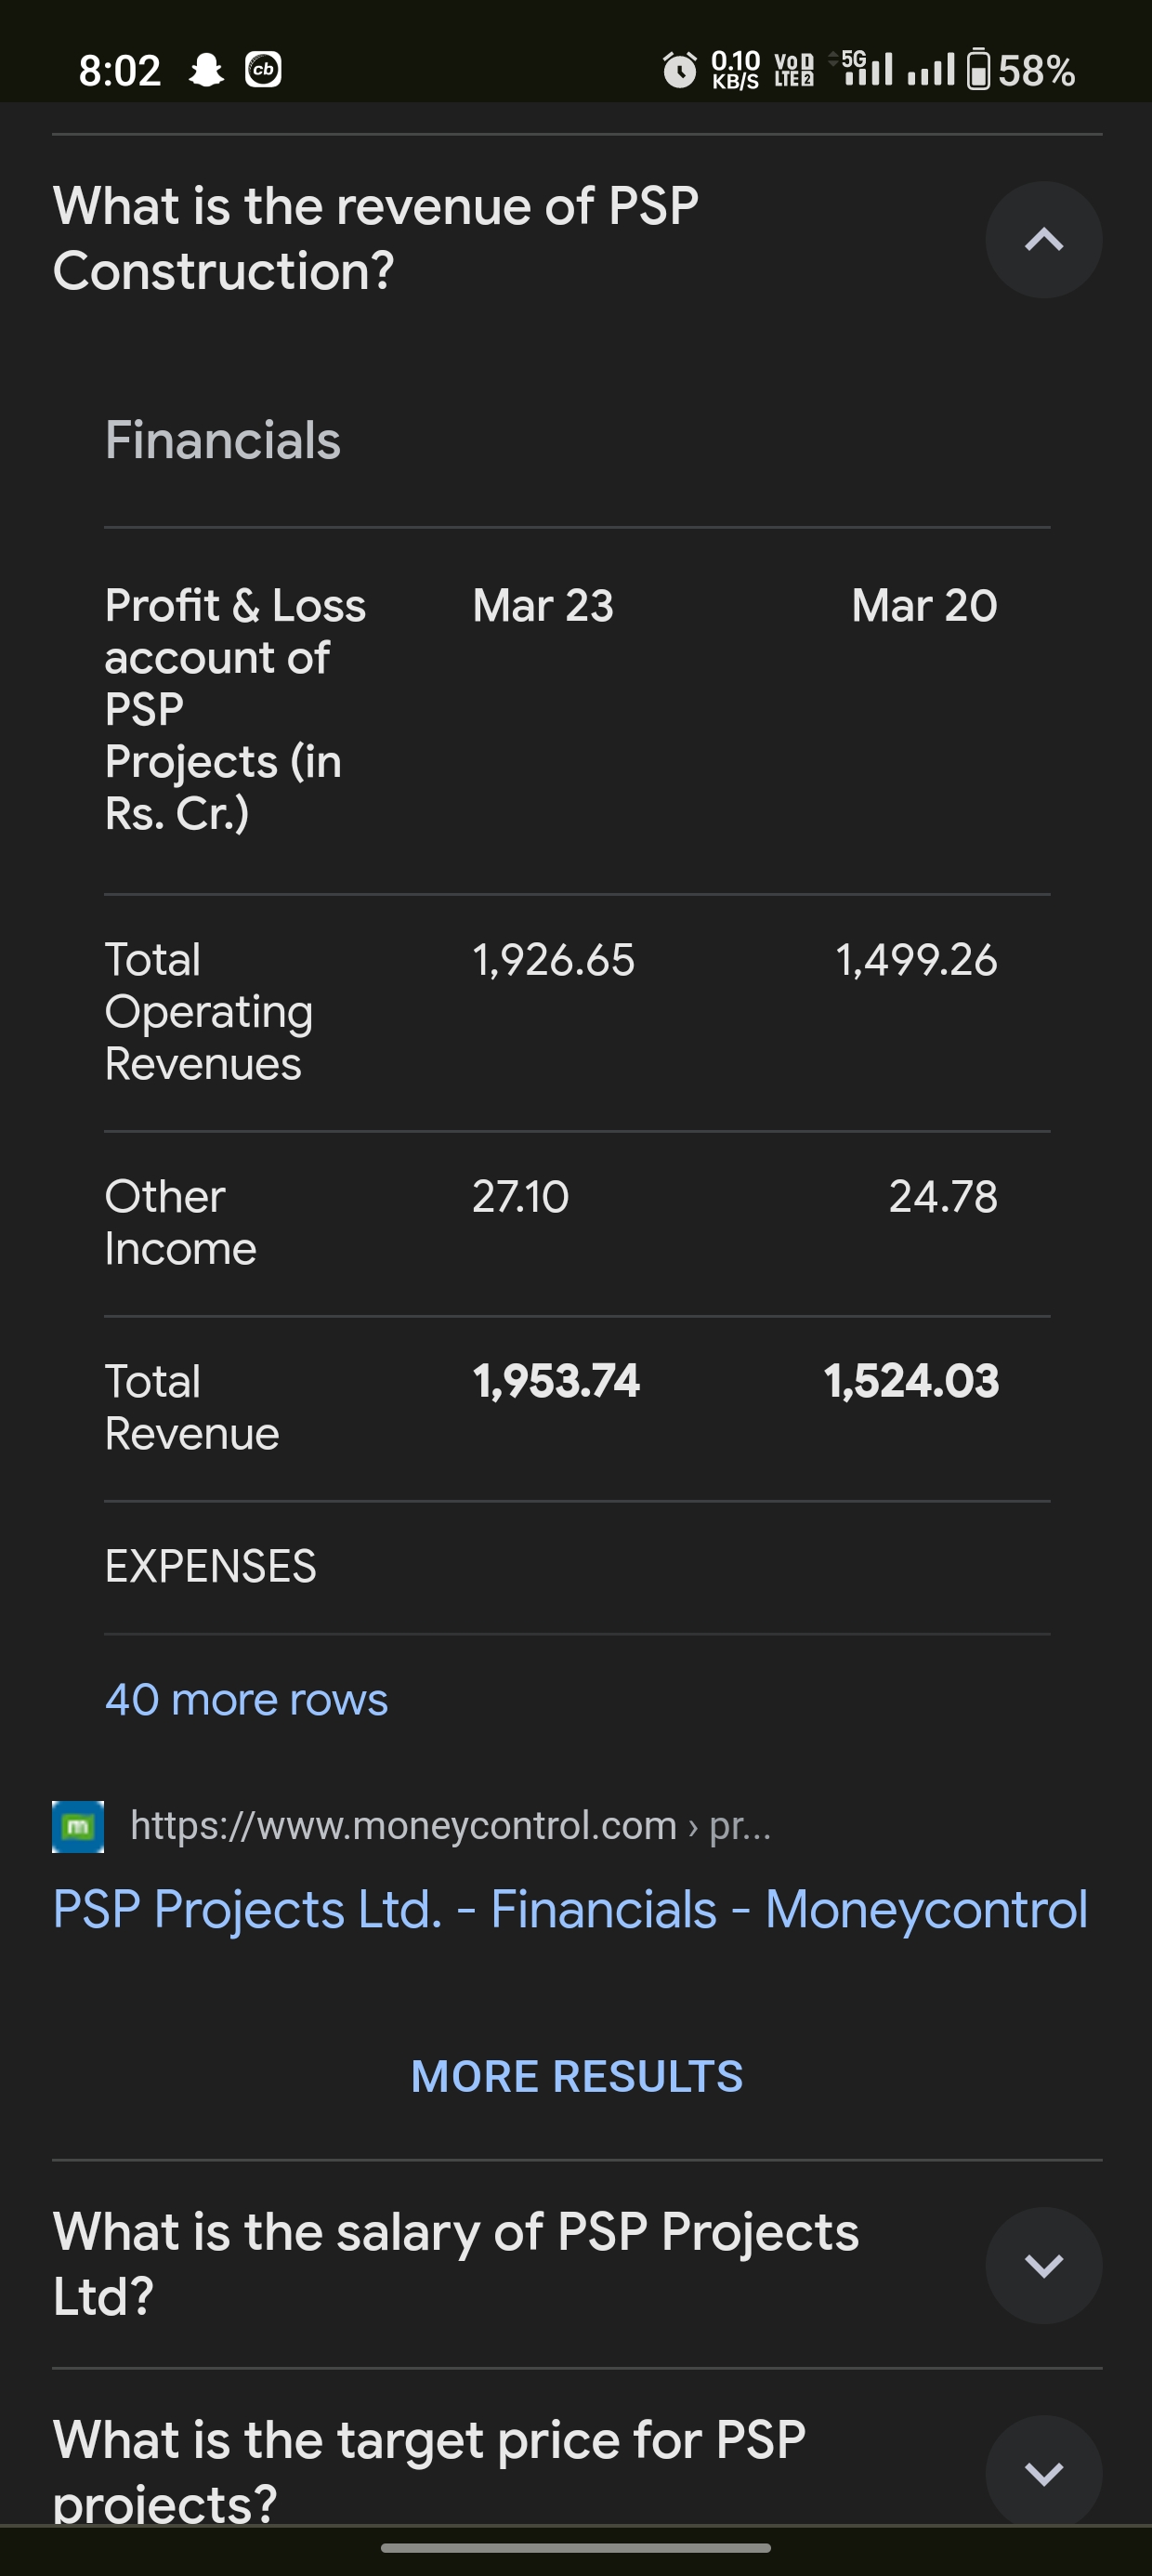 8:02 cb 0.10 KB/S VoD LTE 2 5G 58%
What is the revenue of PSP
Construction?
Financials
Profit & Loss account of PSP Projects (in Rs. Cr.) Mar 23 Mar 20
Total Operating Revenues 1,926.65 1,499.26
Other Income 27.10 24.78
Total Revenue 1,953.74 1,524.03
EXPENSES
40 more rows
m https://www.moneycontrol.com › pr...
PSP Projects Ltd. - Financials - Moneycontrol
MORE RESULTS
What is the salary of PSP Projects
Ltd?
What is the target price for PSP
projects?